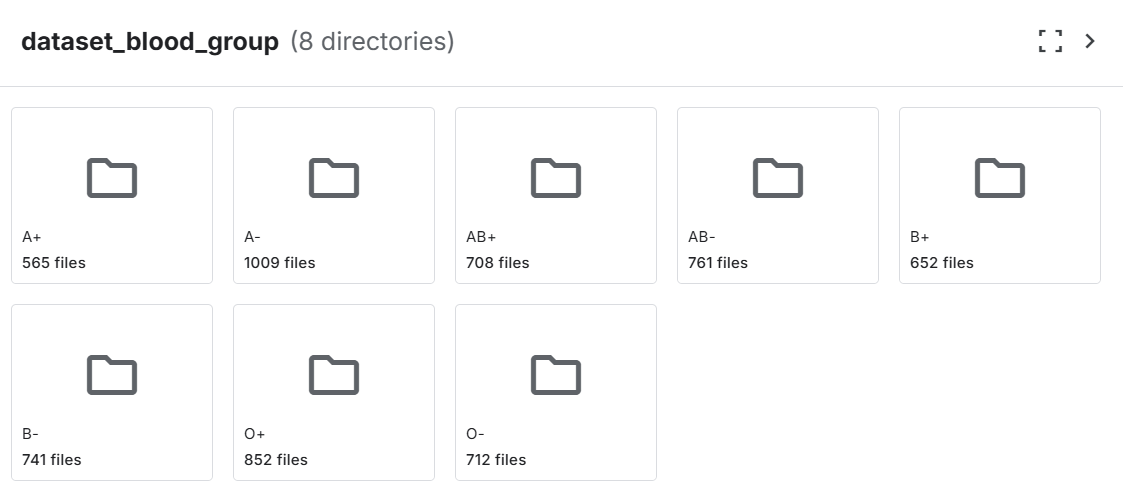 dataset_blood_group (8 directories)
A+
565 files
A-
1009 files
AB+
708 files
AB-
761 files
B+
652 files
B-
741 files
O+
852 files
O-
712 files